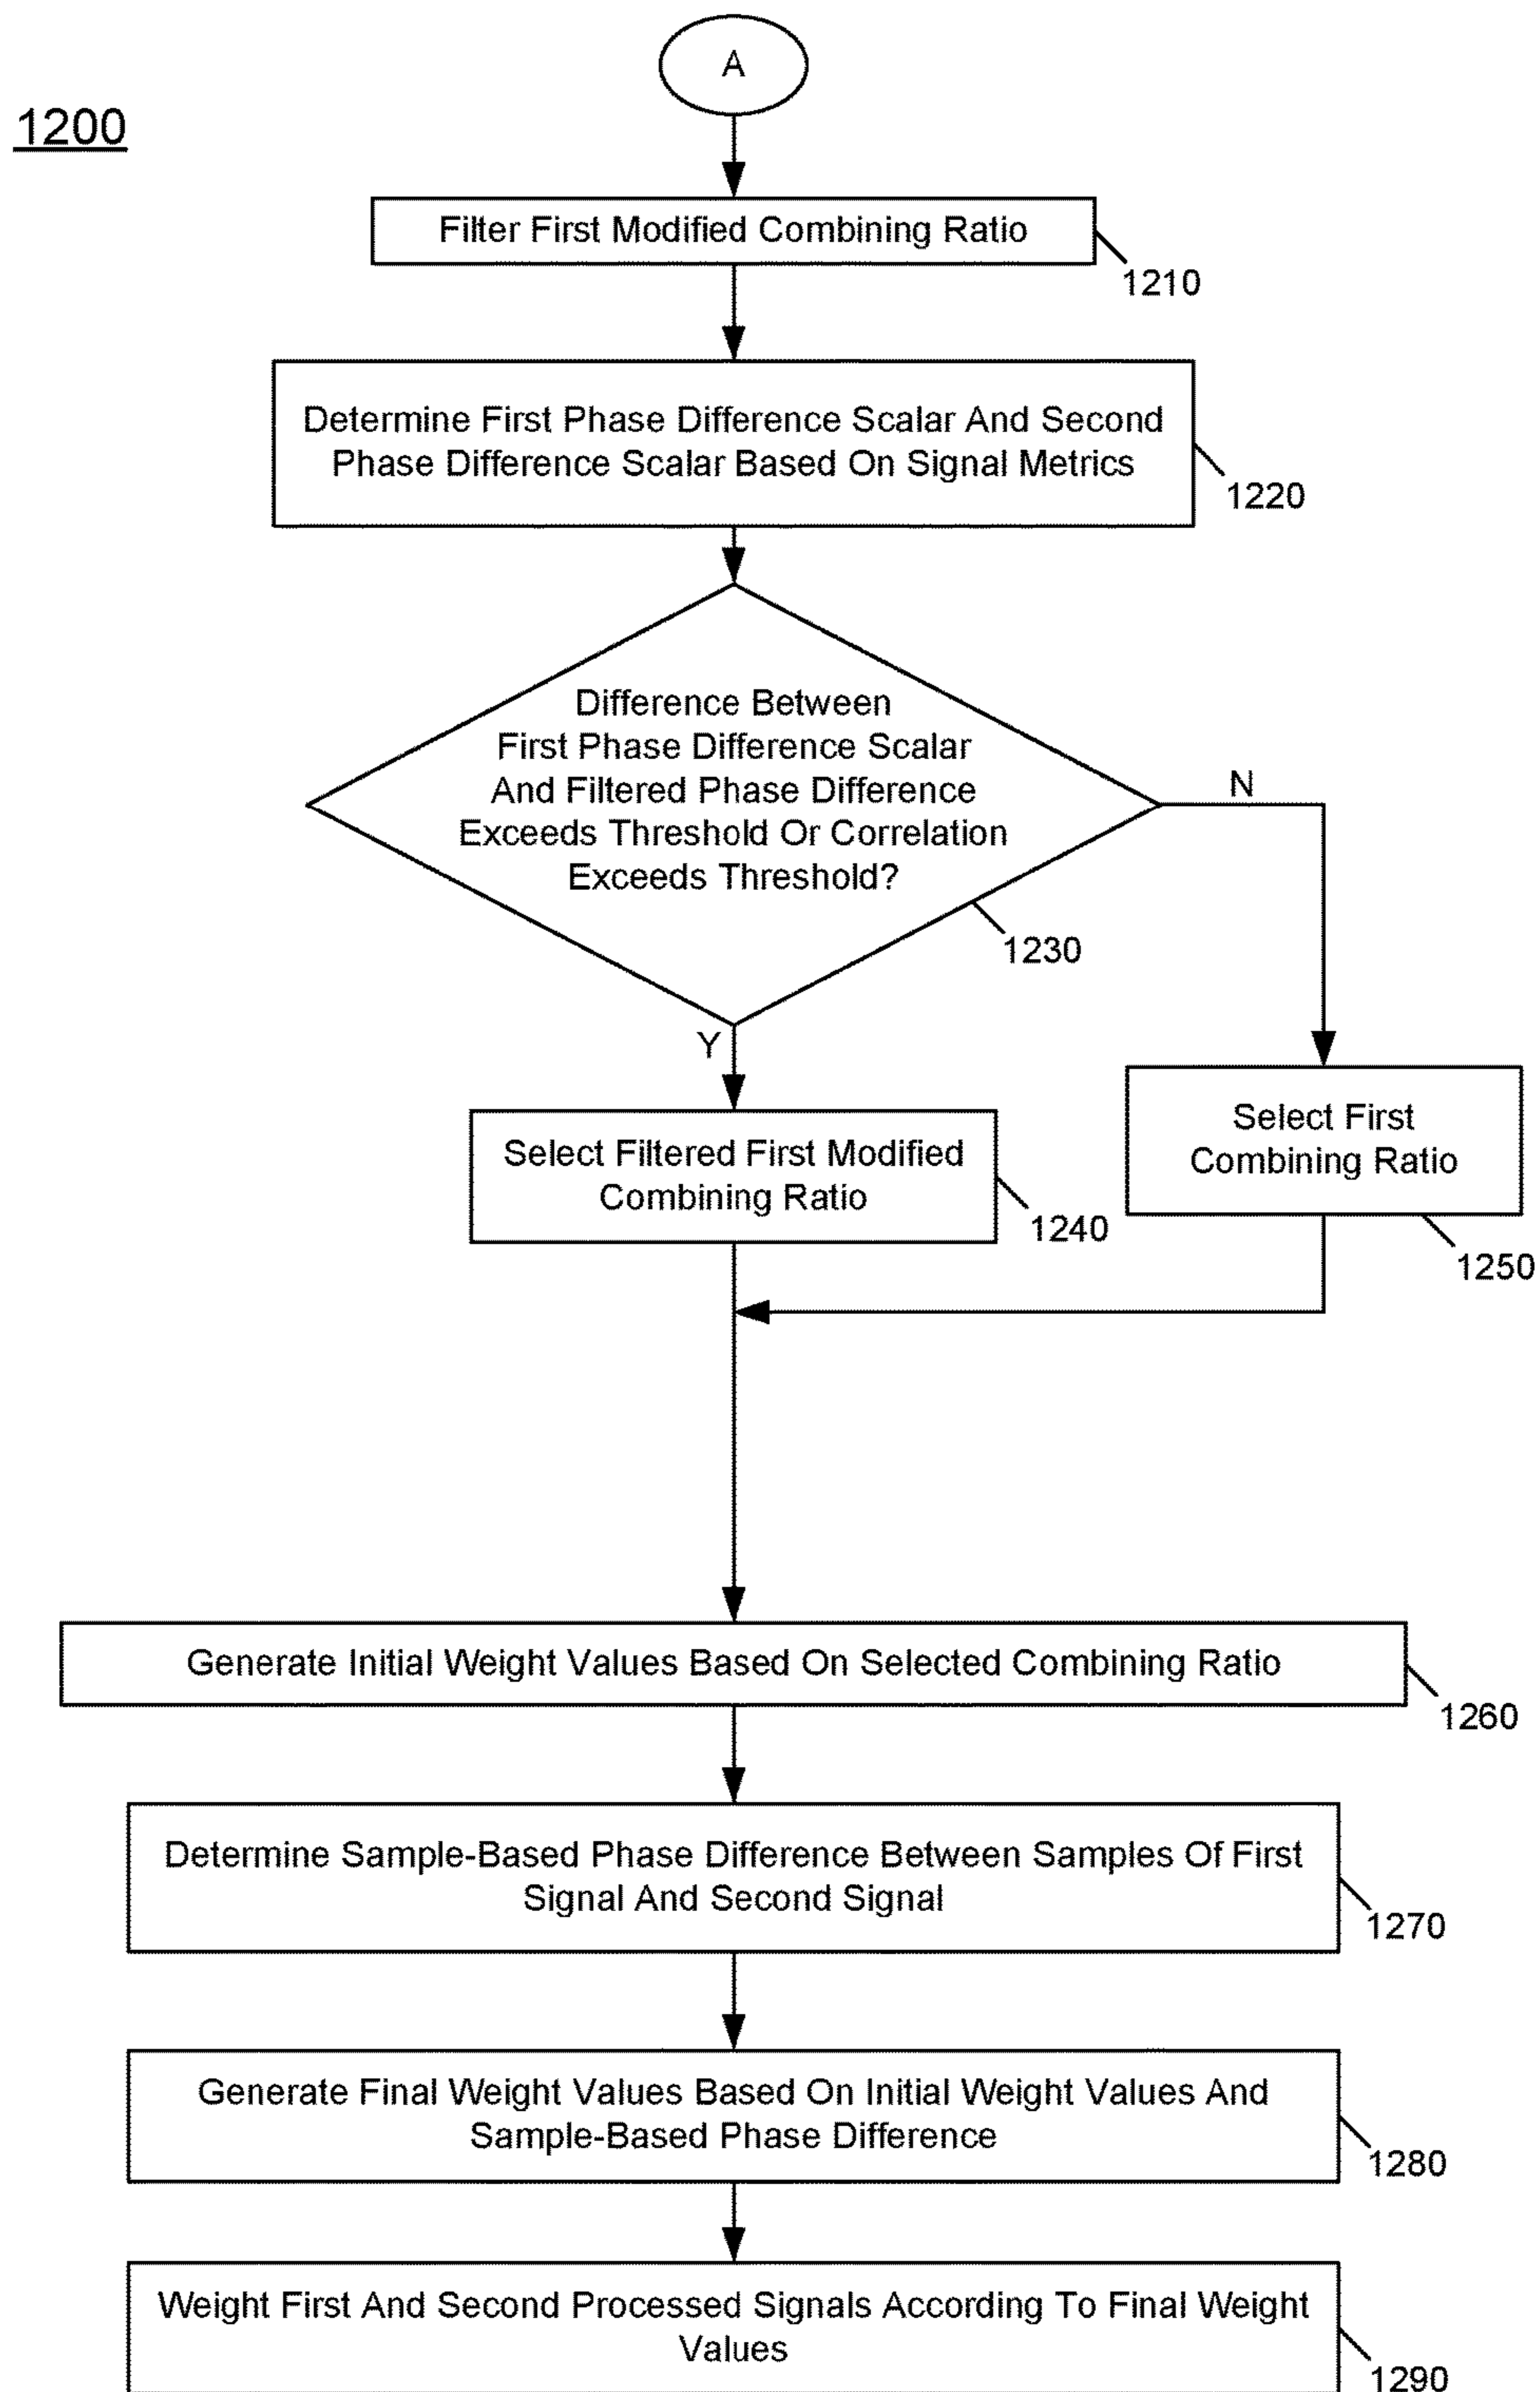 A
1200
Filter First Modified Combining Ratio
1210
Determine First Phase Difference Scalar And Second
Phase Difference Scalar Based On Signal Metrics
1220
Difference Between
First Phase Difference Scalar
And Filtered Phase Difference
Exceeds Threshold Or Correlation
Exceeds Threshold?
N
1230
Y
Select Filtered First Modified
Combining Ratio
1240
Select First
Combining Ratio
1250
Generate Initial Weight Values Based On Selected Combining Ratio
1260
Determine Sample-Based Phase Difference Between Samples Of First
Signal And Second Signal
1270
Generate Final Weight Values Based On Initial Weight Values And
Sample-Based Phase Difference
1280
Weight First And Second Processed Signals According To Final Weight
Values
1290